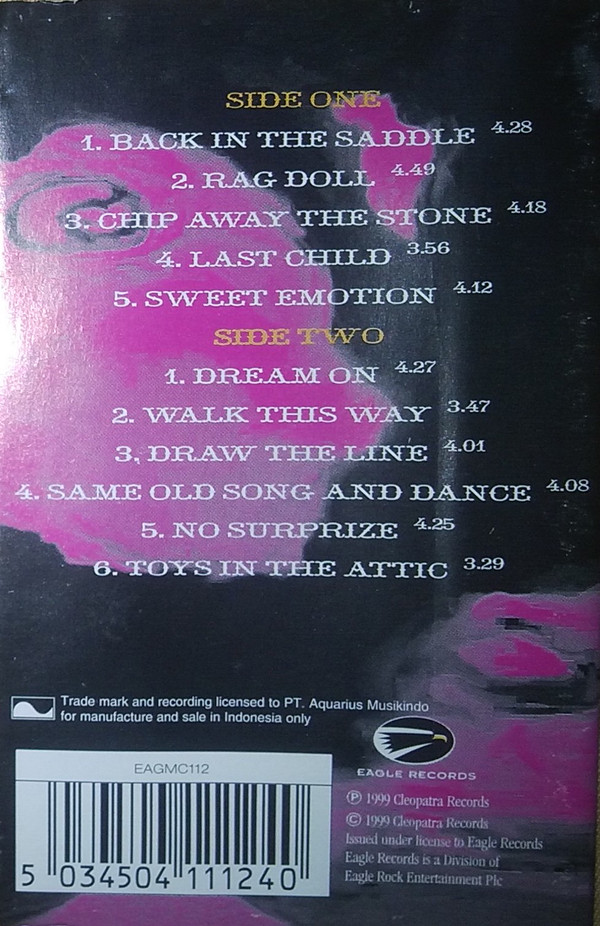 SIDE ONE
1. BACK IN THE SADDLE 4.28
2. RAG DOLL 4.49
3. CHIP AWAY THE STONE 4.18
4. LAST CHILD 3.56
5. SWEET EMOTION 4.12
SIDE TWO
1. DREAM ON 4.27
2. WALK THIS WAY 3.47
3. DRAW THE LINE 4.01
4. SAME OLD SONG AND DANCE 4.08
5. NO SURPRIZE 4.25
6. TOYS IN THE ATTIC 3.29
Trade mark and recording licensed to PT. Aquarius Musikindo
for manufacture and sale in Indonesia only
EAGLE RECORDS
EAGMC112
5 034504 111240
℗ 1999 Cleopatra Records
© 1999 Cleopatra Records
Issued under license to Eagle Records
Eagle Records is a Division of
Eagle Rock Entertainment Plc